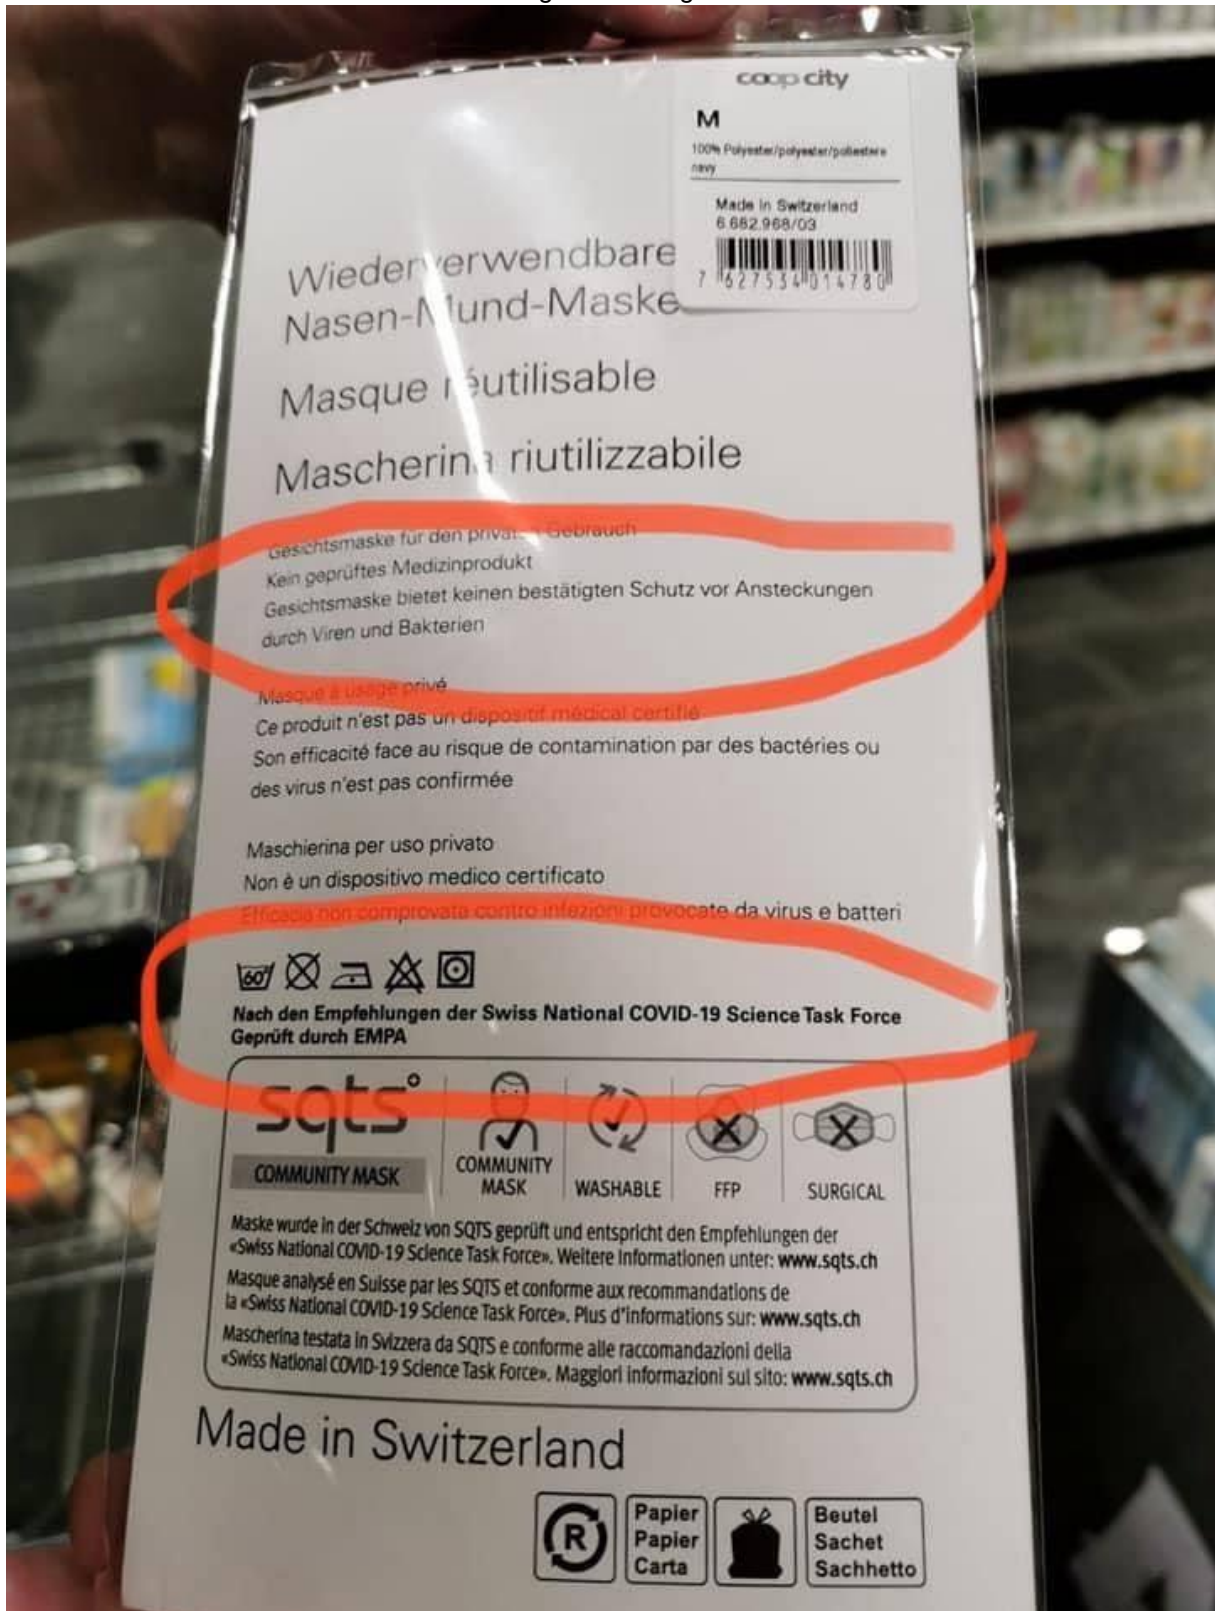 coop city
M
100% Polyester/polyester/poliestere
navy
Made in Switzerland
6.682.968/03
7 627534 014780
Wiederverwendbare
Nasen-Mund-Maske
Masque réutilisable
Mascherina riutilizzabile
Gesichtsmaske für den privaten Gebrauch
Kein geprüftes Medizinprodukt
Gesichtsmaske bietet keinen bestätigten Schutz vor Ansteckungen
durch Viren und Bakterien
Masque à usage privé
Ce produit n'est pas un dispositif médical certifié
Son efficacité face au risque de contamination par des bactéries ou
des virus n'est pas confirmée
Maschierina per uso privato
Non è un dispositivo medico certificato
Efficacia non comprovata contro infezioni provocate da virus e batteri
60°
Nach den Empfehlungen der Swiss National COVID-19 Science Task Force
Geprüft durch EMPA
sqts°
COMMUNITY MASK
COMMUNITY
MASK
WASHABLE
FFP
SURGICAL
Maske wurde in der Schweiz von SQTS geprüft und entspricht den Empfehlungen der
«Swiss National COVID-19 Science Task Force». Weitere Informationen unter: www.sqts.ch
Masque analysé en Suisse par les SQTS et conforme aux recommandations de
la «Swiss National COVID-19 Science Task Force». Plus d'informations sur: www.sqts.ch
Mascherina testata in Svizzera da SQTS e conforme alle raccomandazioni della
«Swiss National COVID-19 Science Task Force». Maggiori informazioni sul sito: www.sqts.ch
Made in Switzerland
R
Papier
Papier
Carta
Beutel
Sachet
Sachhetto